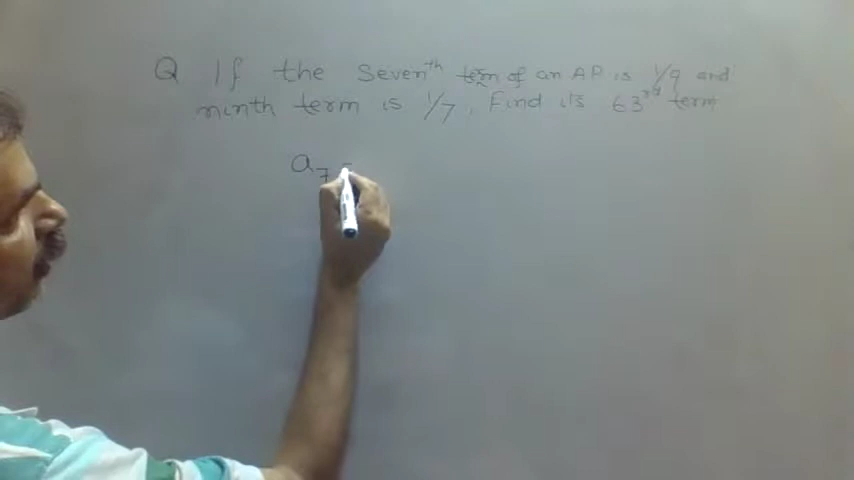 Q If the Seventh term of an AP is 1/9 and
ninth term is 1/7. Find its 63rd term
a7 =